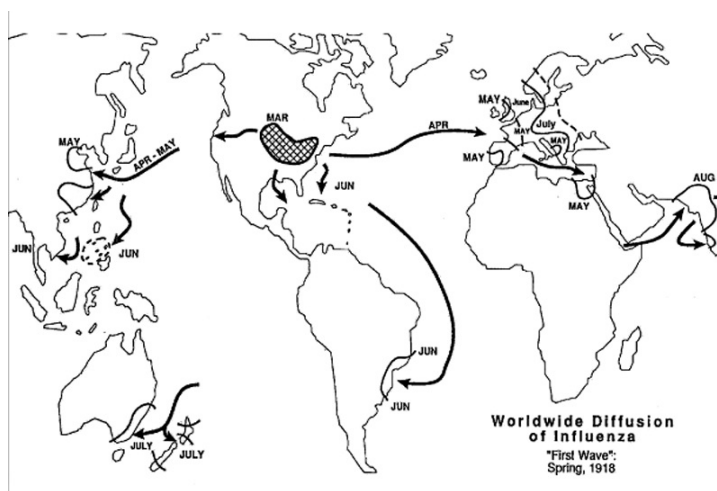 MAY
APR - MAY
JUN
JUN
JULY
JULY
MAR
APR
JUN
JUN
JUN
MAY
June
July
MAY
MAY
MAY
MAY
AUG
Worldwide Diffusion
of Influenza
"First Wave":
Spring, 1918